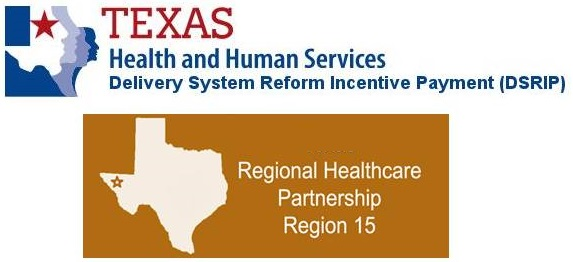 TEXAS
Health and Human Services
Delivery System Reform Incentive Payment (DSRIP)
Regional Healthcare
Partnership
Region 15